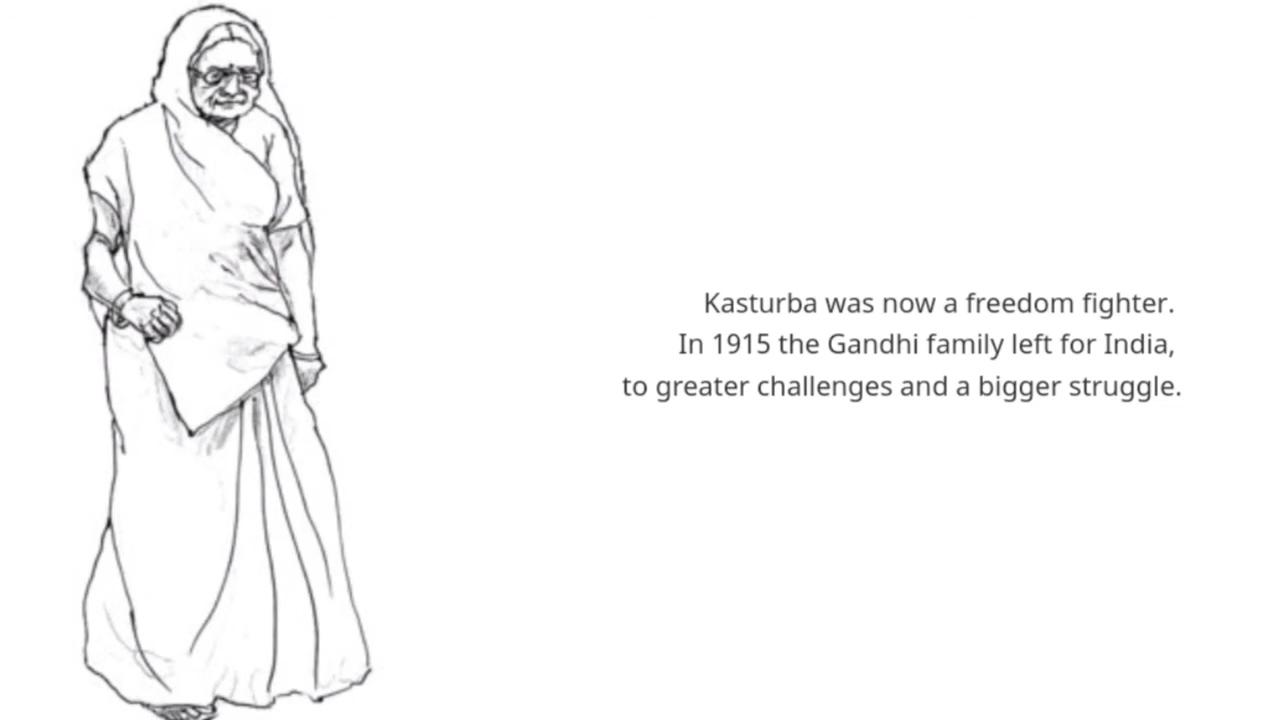 Kasturba was now a freedom fighter.
In 1915 the Gandhi family left for India,
to greater challenges and a bigger struggle.